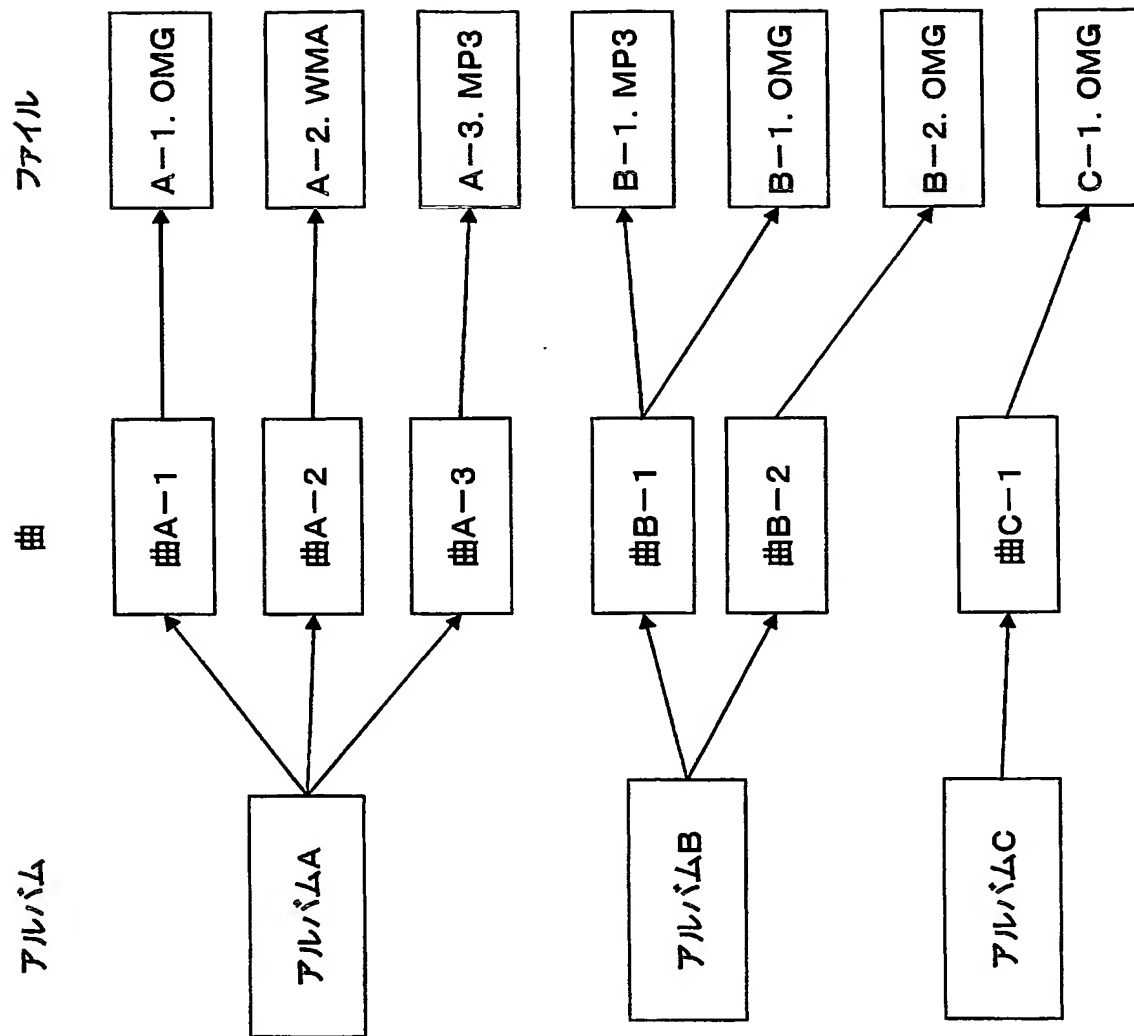 ファイル
A-1. OMG
A-2. WMA
A-3. MP3
B-1. MP3
B-1. OMG
B-2. OMG
C-1. OMG
曲
曲A-1
曲A-2
曲A-3
曲B-1
曲B-2
曲C-1
アルバム
アルバムA
アルバムB
アルバムC